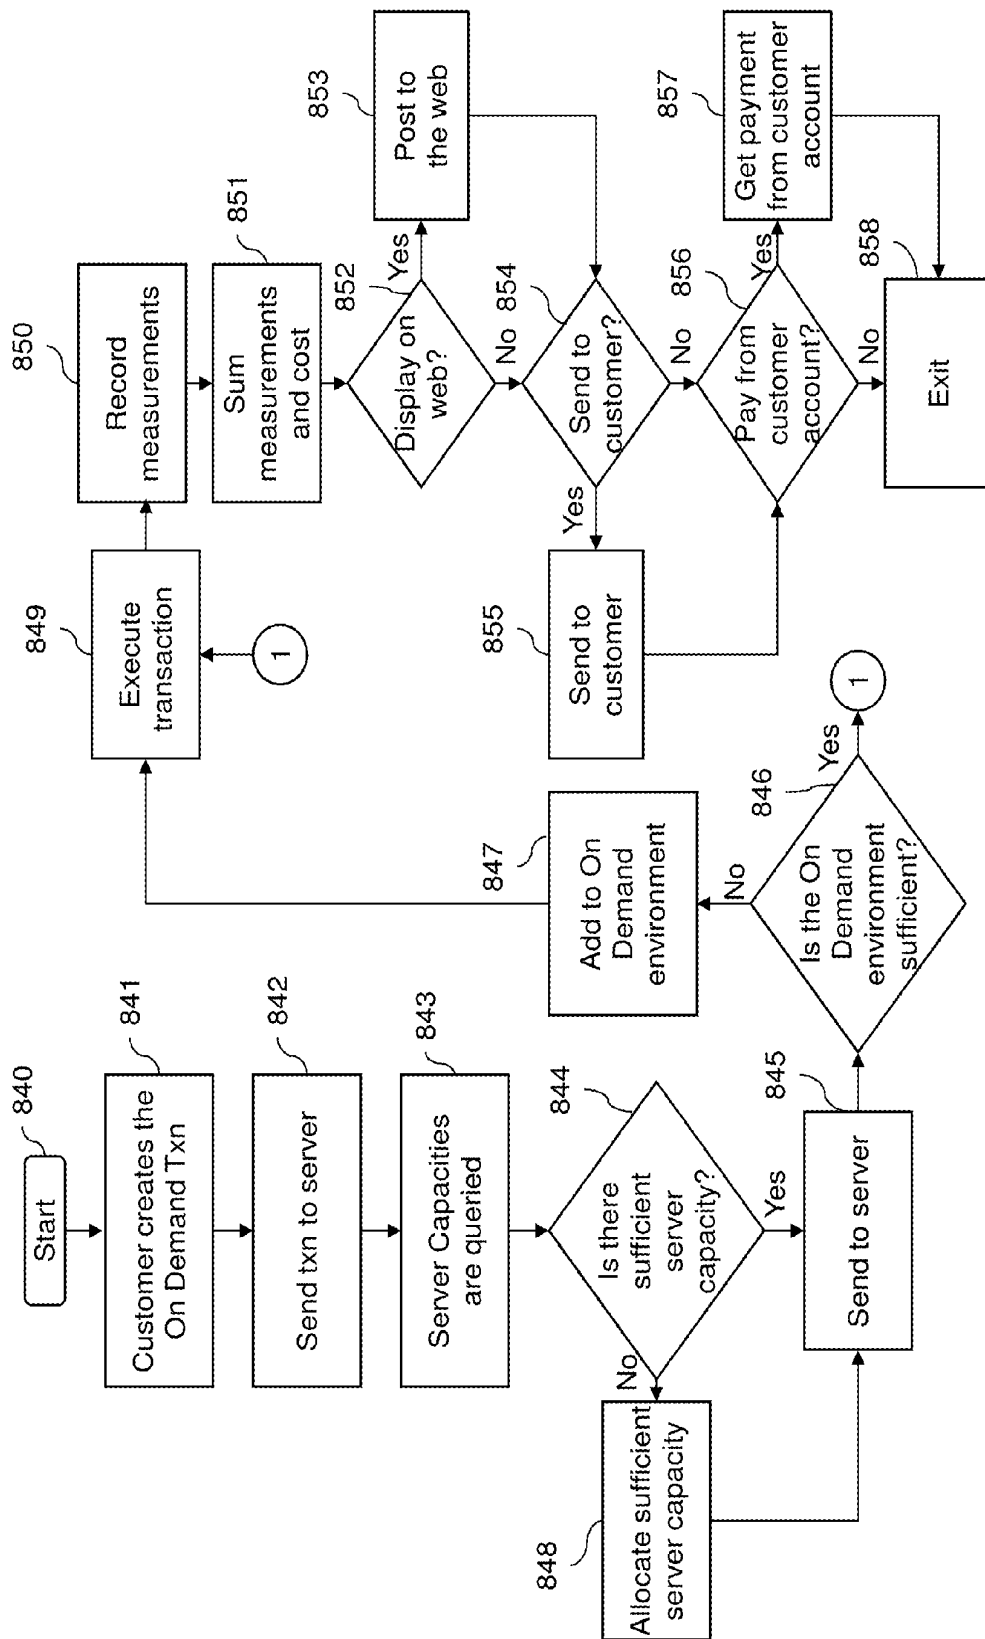 840
Start
841
Customer creates the
On Demand Txn
842
Send txn to server
843
Server Capacities
are queried
844
Is there
sufficient
server
capacity?
No
Yes
848
Allocate sufficient
server capacity
845
Send to server
846
Is the On
Demand
environment
sufficient?
No
Yes
1
847
Add to On
Demand
environment
849
Execute
transaction
1
850
Record
measurements
851
Sum
measurements
and cost
852
Display on
web?
Yes
No
853
Post to
the web
854
Send to
customer?
Yes
No
855
Send to
customer
856
Pay from
customer
account?
Yes
No
857
Get payment
from customer
account
858
Exit